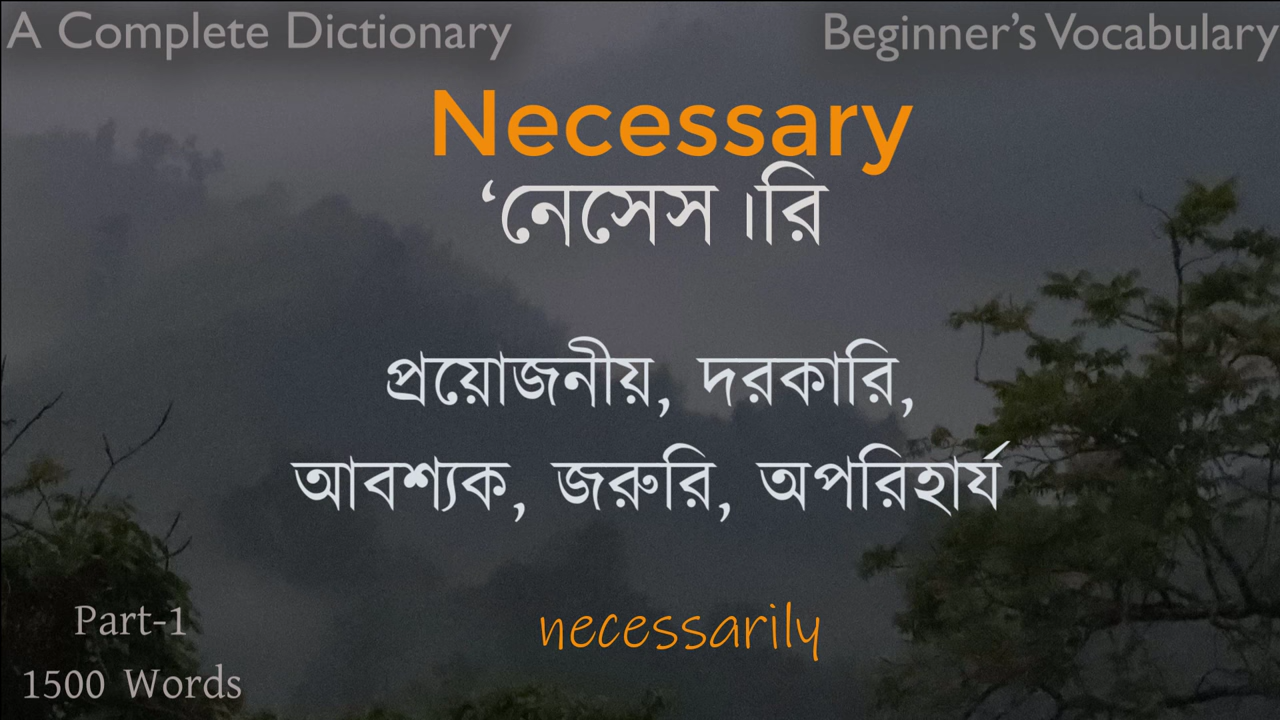 A Complete Dictionary
Beginner's Vocabulary
Necessary
‘নেসেস।রি
প্রয়োজনীয়, দরকারি,
আবশ্যক, জরুরি, অপরিহার্য
necessarily
Part-1
1500 Words